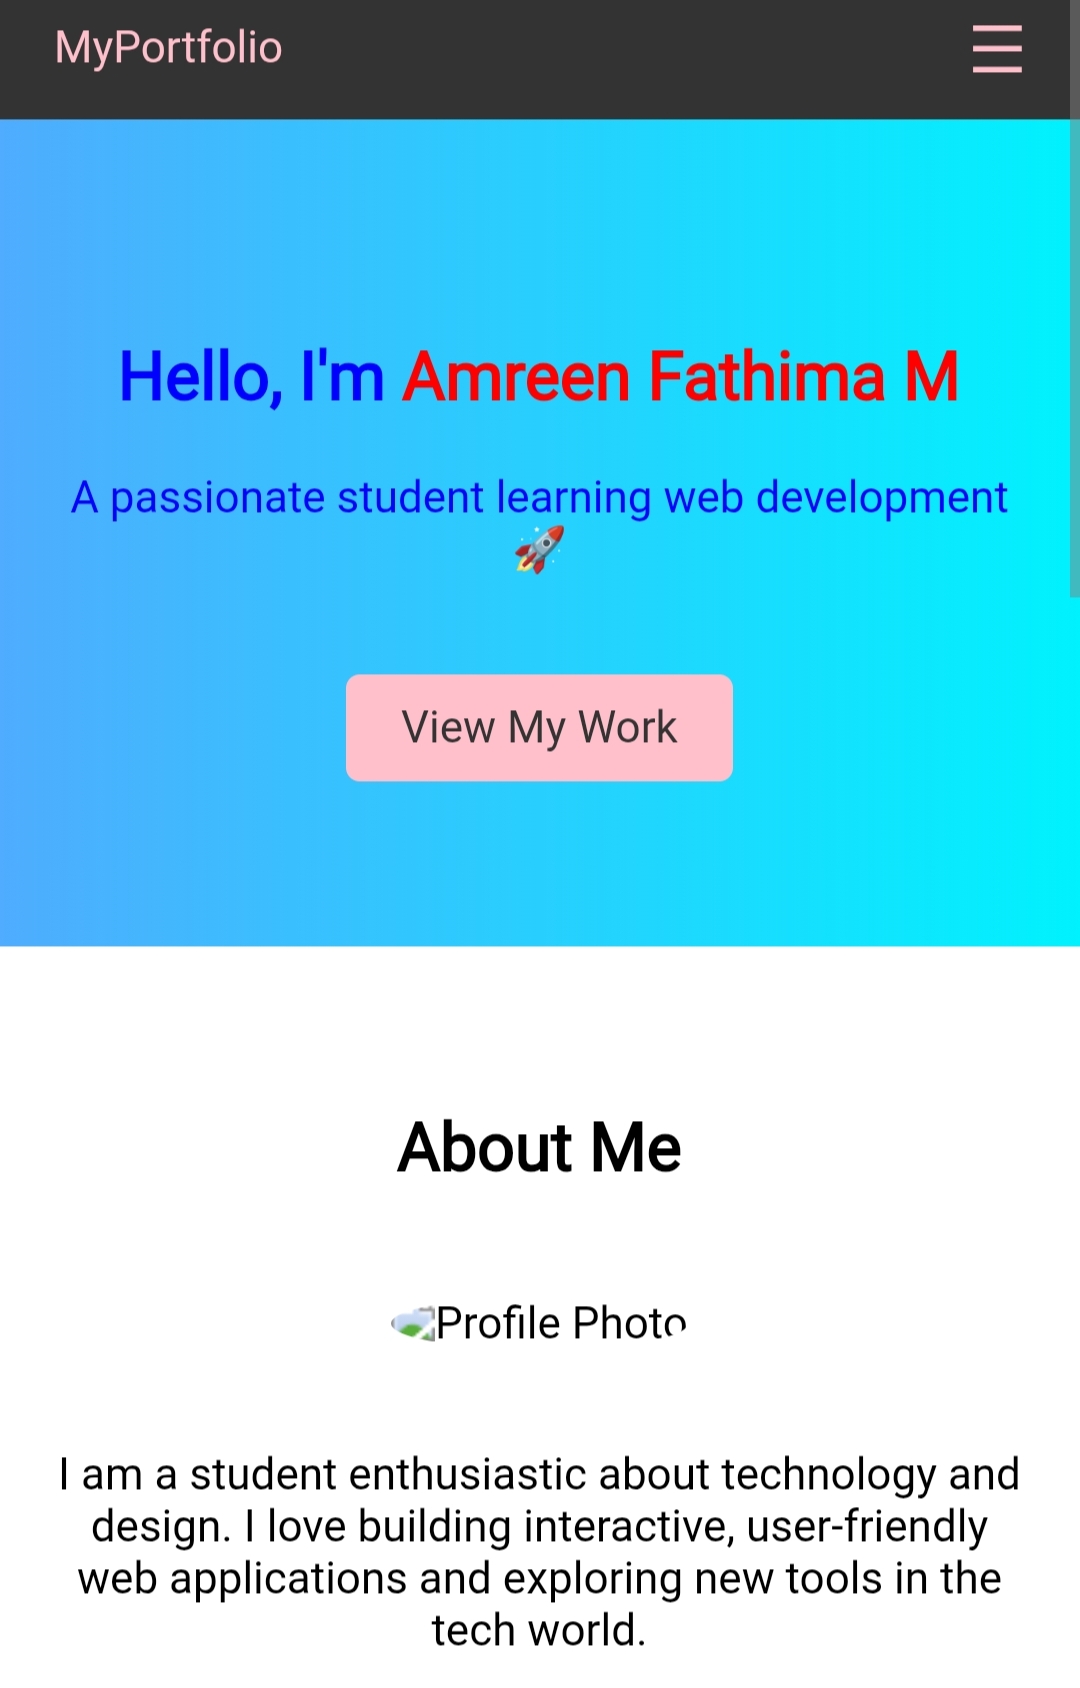 MyPortfolio
Hello, I'm Amreen Fathima M
A passionate student learning web development
🚀
View My Work
About Me
Profile Photo
I am a student enthusiastic about technology and
design. I love building interactive, user-friendly
web applications and exploring new tools in the
tech world.